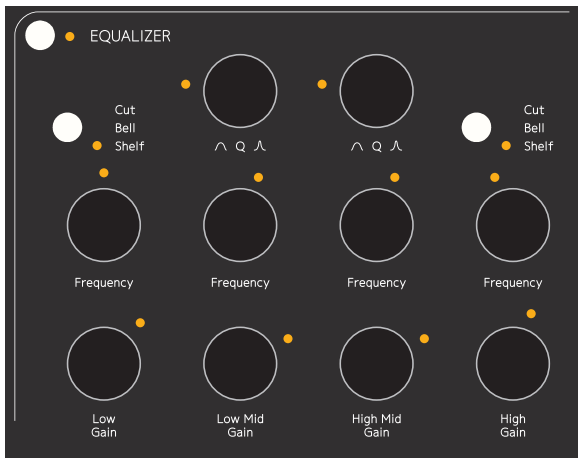 EQUALIZER
Cut
Bell
Shelf
Cut
Bell
Shelf
Q
Q
Frequency
Frequency
Frequency
Frequency
Low
Gain
Low Mid
Gain
High Mid
Gain
High
Gain